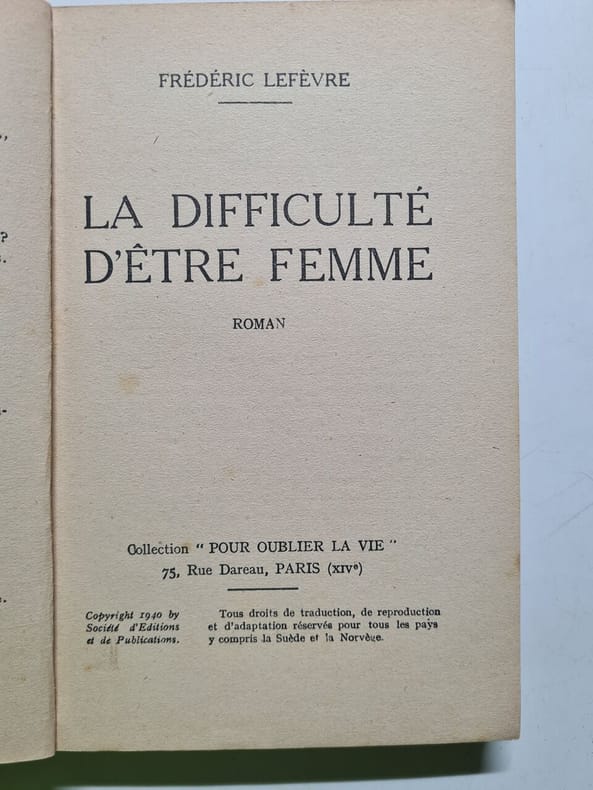 FRÉDÉRIC LEFÈVRE
LA DIFFICULTÉ
D'ÊTRE FEMME
ROMAN
Collection " POUR OUBLIER LA VIE "
75, Rue Dareau, PARIS (XIVᵉ)
Copyright 1940 by
Société d'Editions
et de Publications.
Tous droits de traduction, de reproduction
et d'adaptation réservés pour tous les pays
y compris la Suède et la Norvège.